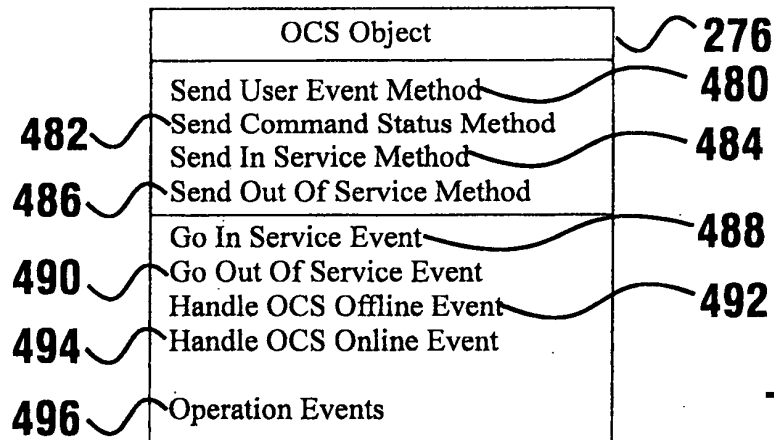 OCS Object 276
Send User Event Method 480
482 Send Command Status Method
Send In Service Method 484
486 Send Out Of Service Method
Go In Service Event 488
490 Go Out Of Service Event
Handle OCS Offline Event 492
494 Handle OCS Online Event
496 Operation Events